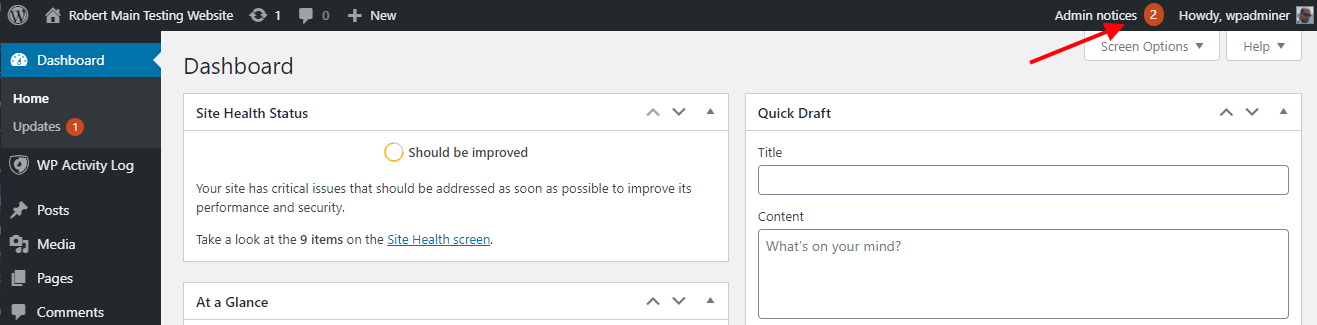 Robert Main Testing Website 1 0 New Admin notices 2 Howdy, wpadminer
Screen Options Help
Dashboard
Home
Updates 1
WP Activity Log
Posts
Media
Pages
Comments
Dashboard
Site Health Status
Should be improved
Your site has critical issues that should be addressed as soon as possible to improve its
performance and security.
Take a look at the 9 items on the Site Health screen.
At a Glance
Quick Draft
Title
Content
What's on your mind?